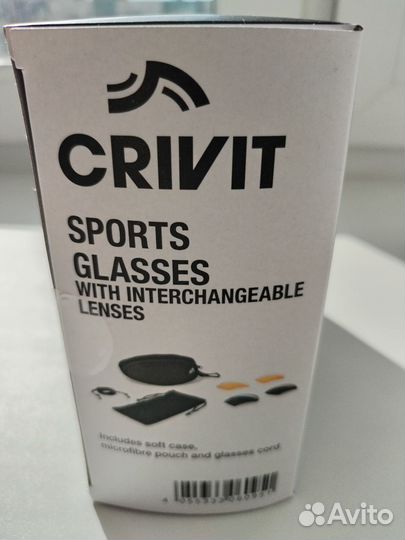 CRIVIT
SPORTS
GLASSES
WITH INTERCHANGEABLE
LENSES
Includes soft case,
microfibre pouch and glasses cord.
Avito